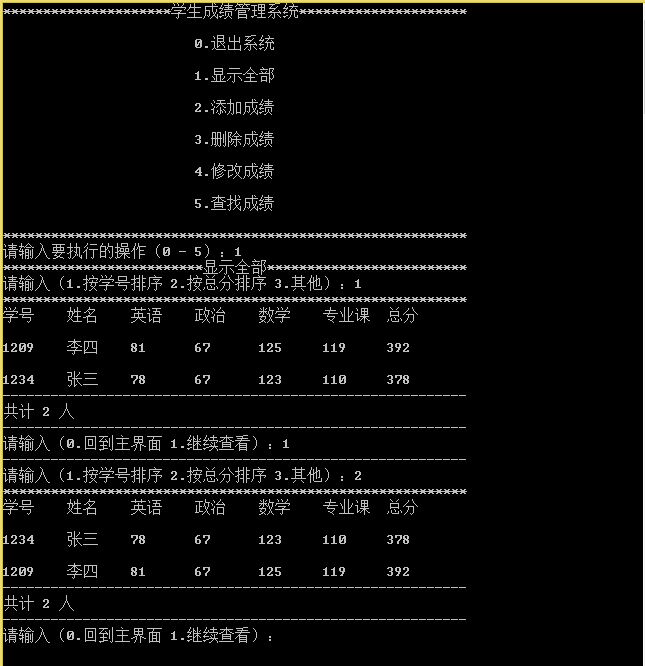 *********************学生成绩管理系统*********************
0.退出系统
1.显示全部
2.添加成绩
3.删除成绩
4.修改成绩
5.查找成绩
**********************************************************
请输入要执行的操作（0 - 5）：1
*************************显示全部*************************
请输入（1.按学号排序 2.按总分排序 3.其他）：1
**********************************************************
学号 姓名 英语 政治 数学 专业课 总分
1209 李四 81 67 125 119 392
1234 张三 78 67 123 110 378
----------------------------------------------------------
共计 2 人
----------------------------------------------------------
请输入（0.回到主界面 1.继续查看）：1
----------------------------------------------------------
请输入（1.按学号排序 2.按总分排序 3.其他）：2
**********************************************************
学号 姓名 英语 政治 数学 专业课 总分
1234 张三 78 67 123 110 378
1209 李四 81 67 125 119 392
----------------------------------------------------------
共计 2 人
----------------------------------------------------------
请输入（0.回到主界面 1.继续查看）：